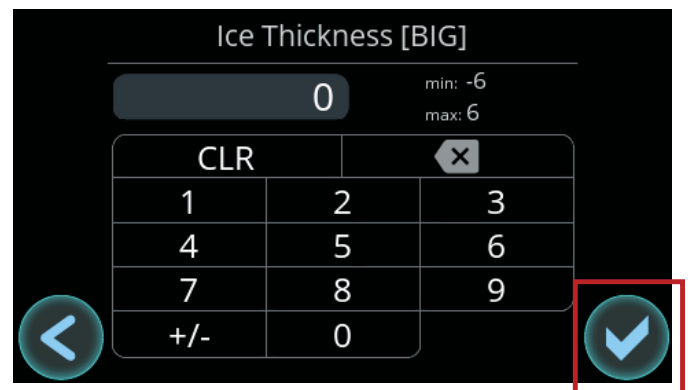 Ice Thickness [BIG]
0
min: -6
max: 6
CLR
1 2 3
4 5 6
7 8 9
+/- 0